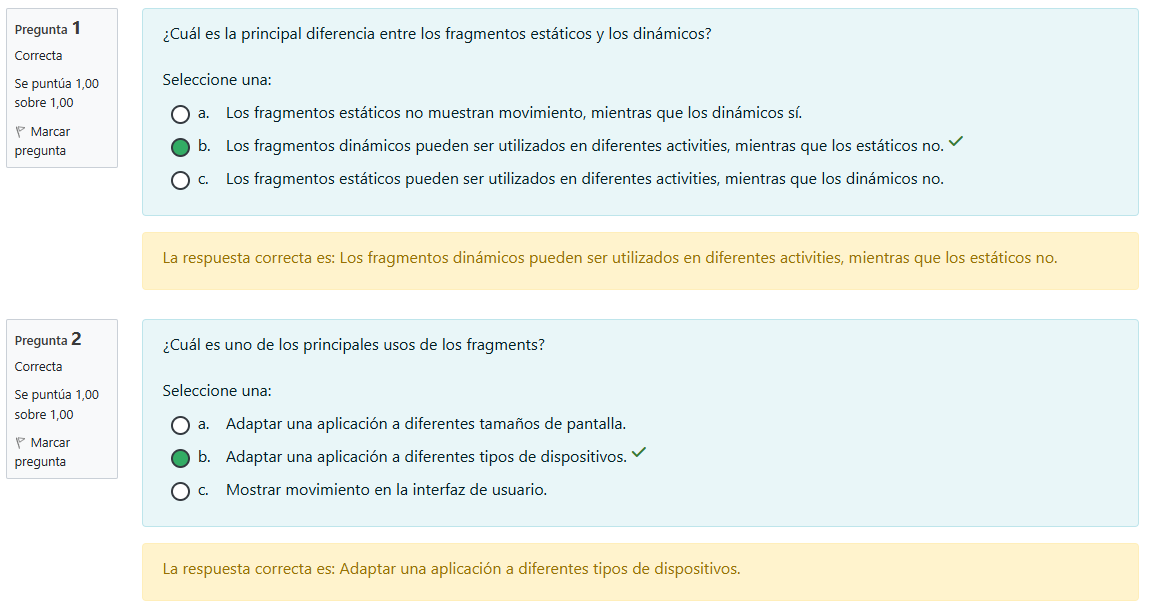 Pregunta 1
Correcta
Se puntúa 1,00
sobre 1,00
Marcar
pregunta
¿Cuál es la principal diferencia entre los fragmentos estáticos y los dinámicos?
Seleccione una:
a. Los fragmentos estáticos no muestran movimiento, mientras que los dinámicos sí.
b. Los fragmentos dinámicos pueden ser utilizados en diferentes activities, mientras que los estáticos no.
c. Los fragmentos estáticos pueden ser utilizados en diferentes activities, mientras que los dinámicos no.
La respuesta correcta es: Los fragmentos dinámicos pueden ser utilizados en diferentes activities, mientras que los estáticos no.
Pregunta 2
Correcta
Se puntúa 1,00
sobre 1,00
Marcar
pregunta
¿Cuál es uno de los principales usos de los fragments?
Seleccione una:
a. Adaptar una aplicación a diferentes tamaños de pantalla.
b. Adaptar una aplicación a diferentes tipos de dispositivos.
c. Mostrar movimiento en la interfaz de usuario.
La respuesta correcta es: Adaptar una aplicación a diferentes tipos de dispositivos.